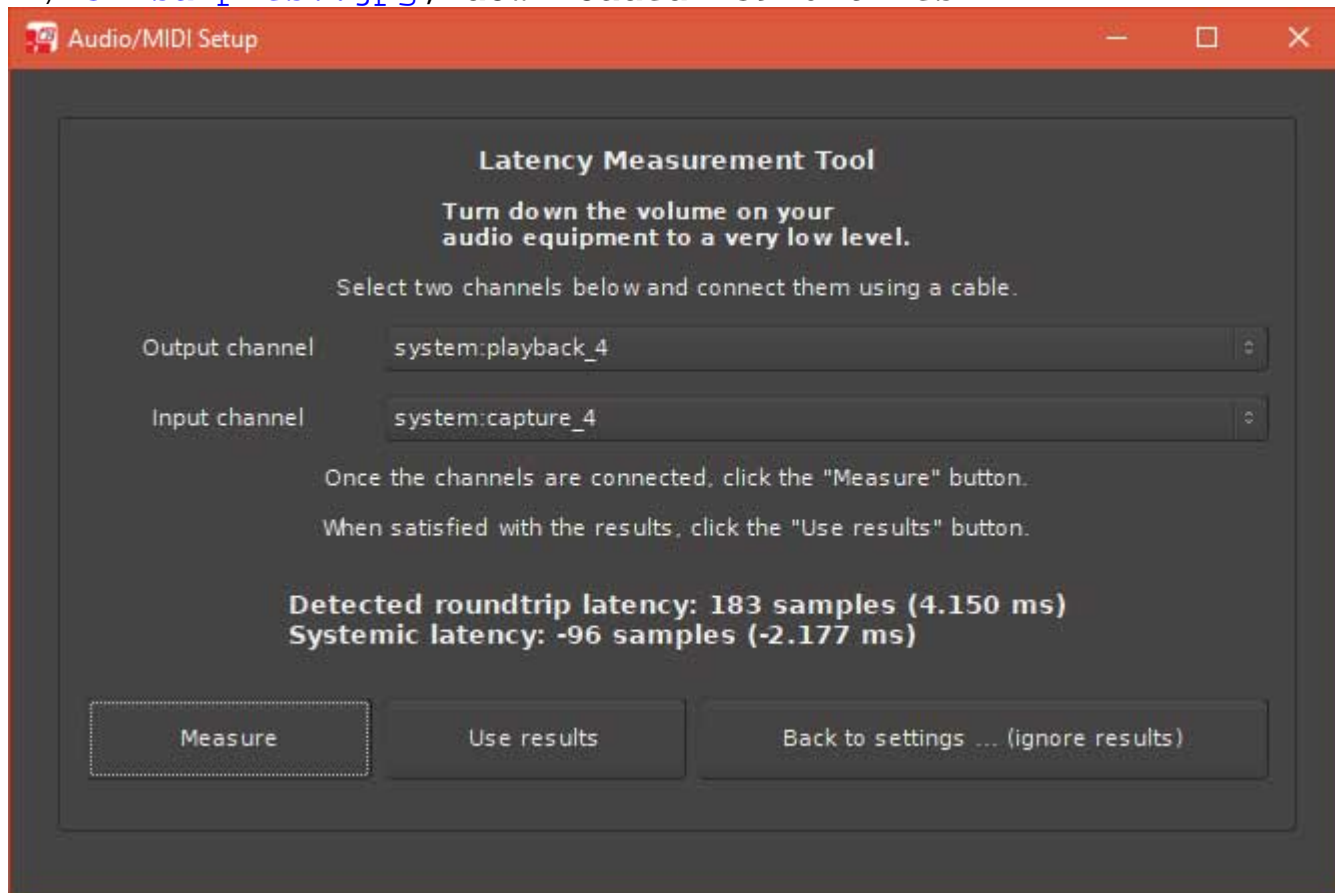 Audio/MIDI Setup
Latency Measurement Tool
Turn down the volume on your
audio equipment to a very low level.
Select two channels below and connect them using a cable.
Output channel system:playback_4
Input channel system:capture_4
Once the channels are connected, click the "Measure" button.
When satisfied with the results, click the "Use results" button.
Detected roundtrip latency: 183 samples (4.150 ms)
Systemic latency: -96 samples (-2.177 ms)
Measure Use results Back to settings ... (ignore results)